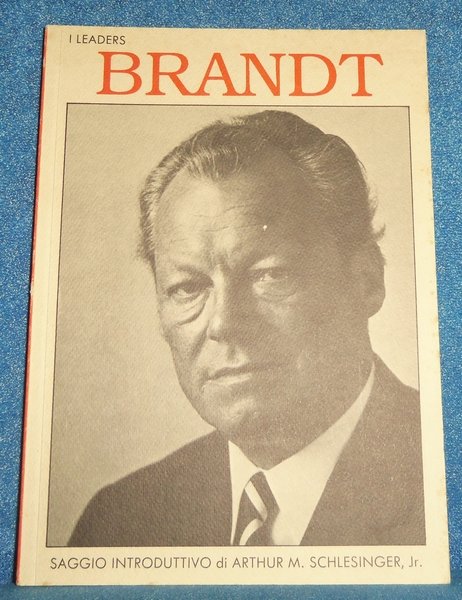 I LEADERS
BRANDT
SAGGIO INTRODUTTIVO di ARTHUR M. SCHLESINGER, Jr.